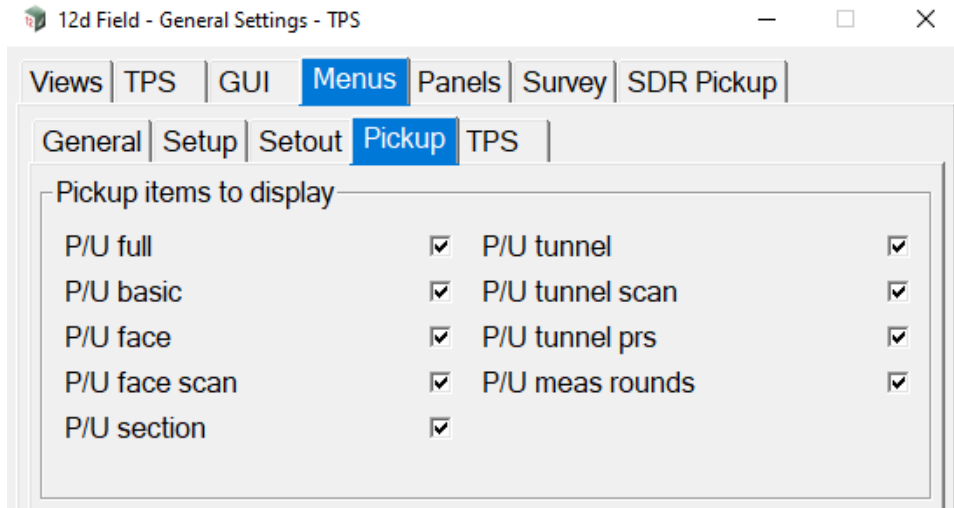 12d Field - General Settings - TPS
Views TPS GUI Menus Panels Survey SDR Pickup
General Setup Setout Pickup TPS
Pickup items to display
P/U full P/U tunnel
P/U basic P/U tunnel scan
P/U face P/U tunnel prs
P/U face scan P/U meas rounds
P/U section